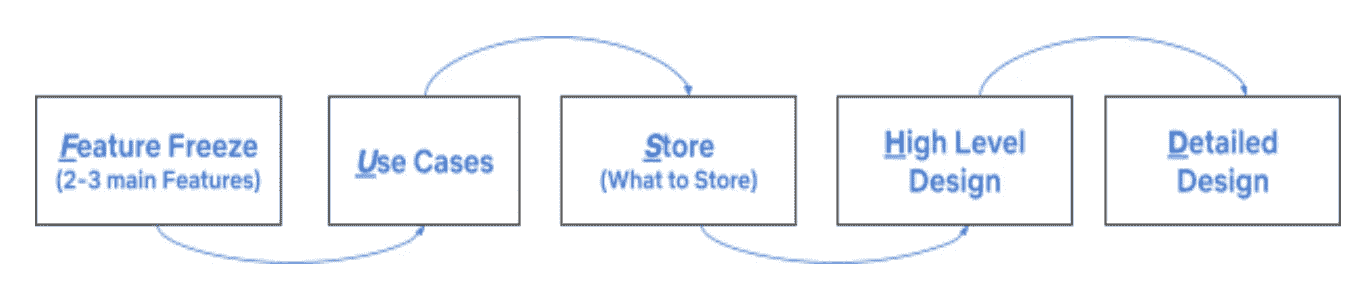 Feature Freeze
(2-3 main Features)
Use Cases
Store
(What to Store)
High Level
Design
Detailed
Design